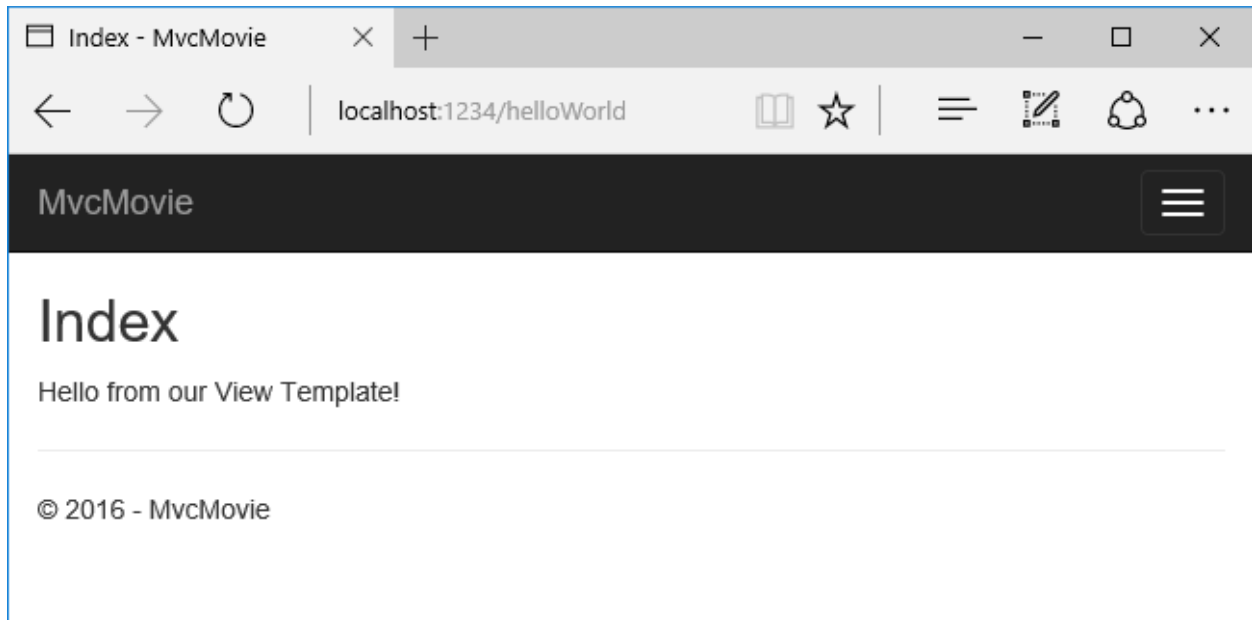 Index - MvcMovie
localhost:1234/helloWorld
MvcMovie
Index
Hello from our View Template!
© 2016 - MvcMovie